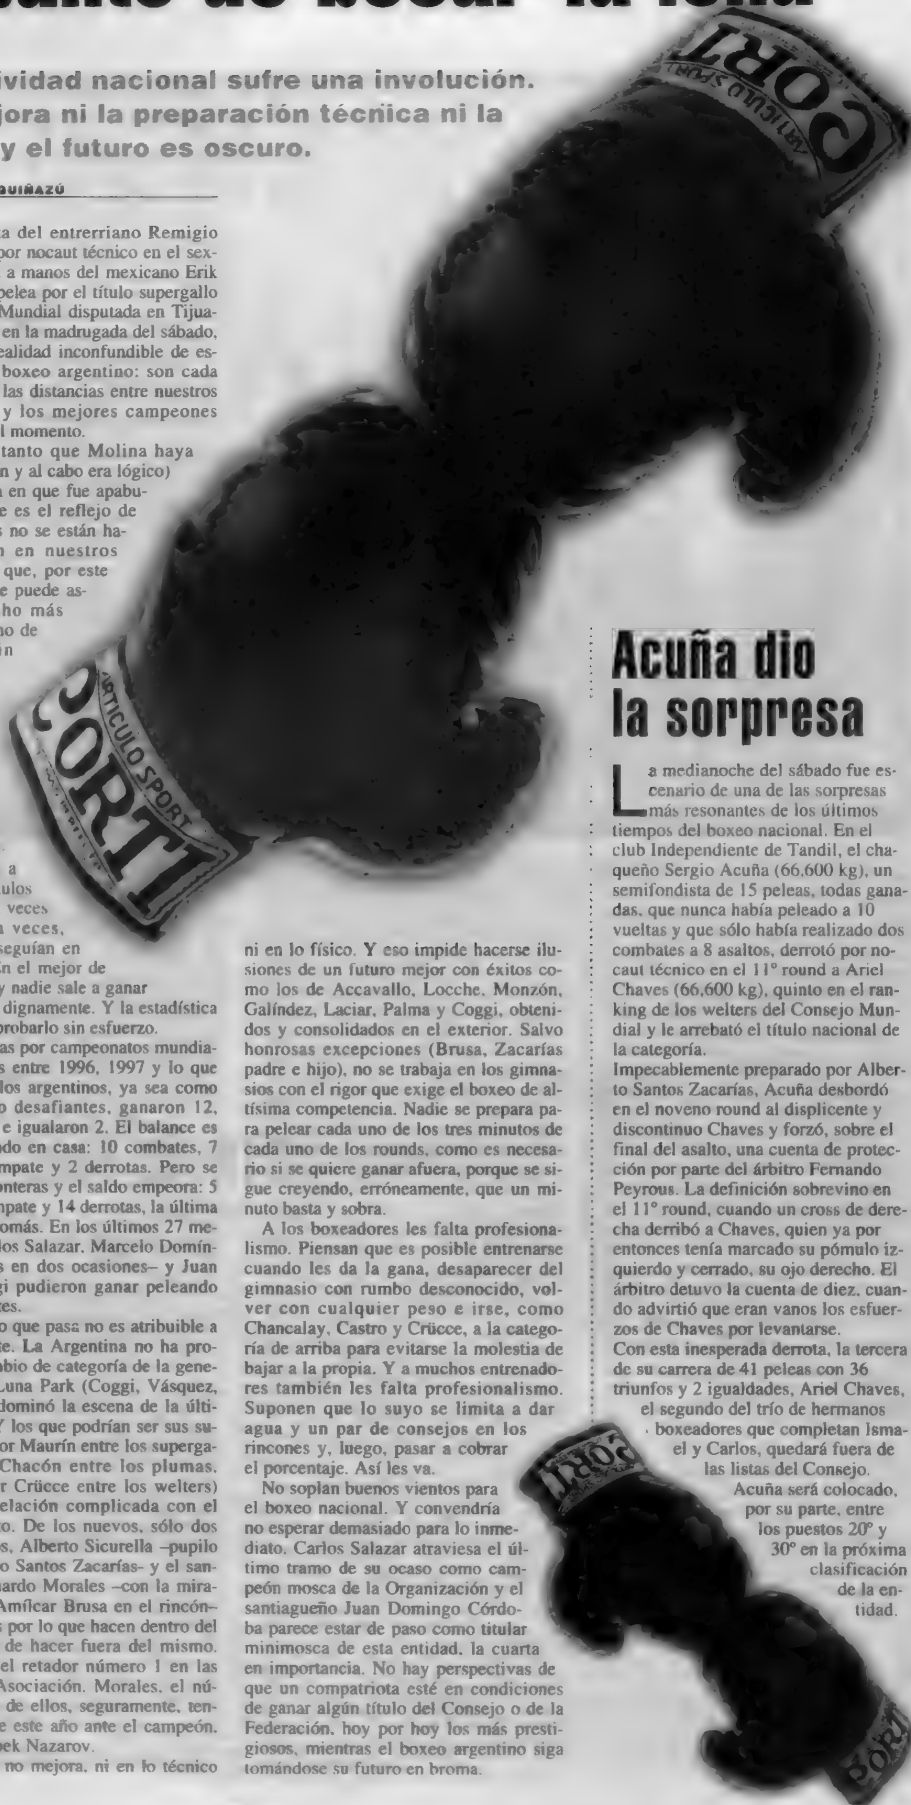 de besar la lona
vidad nacional sufre una involución.
jora ni la preparación técnica ni la
y el futuro es oscuro.
GUIÑAZÚ
a del entrerriano Remigio
por nocaut técnico en el sex-
a manos del mexicano Erik
pelea por el título supergallo
Mundial disputada en Tijua-
en la madrugada del sábado,
ealidad inconfundible de es-
boxeo argentino: son cada
las distancias entre nuestros
y los mejores campeones
l momento.
tanto que Molina haya
n y al cabo era lógico)
en que fue apabu-
e es el reflejo de
s no se están ha-
n en nuestros
que, por este
e puede as-
ho más
no de
in
a
ulos
veces
a veces,
seguían en
En el mejor de
y nadie sale a ganar
dignamente. Y la estadística
probarlo sin esfuerzo.
as por campeonatos mundia-
s entre 1996, 1997 y lo que
los argentinos, ya sea como
o desafiantes, ganaron 12,
e igualaron 2. El balance es
ado en casa: 10 combates, 7
mpate y 2 derrotas. Pero se
onteras y el saldo empeora: 5
mpate y 14 derrotas, la última
omás. En los últimos 27 me-
los Salazar, Marcelo Domín-
s en dos ocasiones– y Juan
gi pudieron ganar peleando
tes.
o que pasa no es atribuible a
te. La Argentina no ha pro-
mbio de categoría de la gene-
Luna Park (Coggi, Vásquez,
dominó la escena de la últi-
Y los que podrían ser sus su-
or Maurín entre los superga-
Chacón entre los plumas,
r Crücce entre los welters)
elación complicada con el
o. De los nuevos, sólo dos
s, Alberto Sicurella –pupilo
o Santos Zacarías- y el san-
uardo Morales –con la mira-
Amílcar Brusa en el rincón–
s por lo que hacen dentro del
de hacer fuera del mismo.
el retador número 1 en las
Asociación. Morales, el nú-
de ellos, seguramente, ten-
e este año ante el campeón,
bek Nazarov.
no mejora, ni en lo técnico
ni en lo físico. Y eso impide hacerse ilu-
siones de un futuro mejor con éxitos co-
mo los de Accavallo, Locche, Monzón,
Galíndez, Laciar, Palma y Coggi, obteni-
dos y consolidados en el exterior. Salvo
honrosas excepciones (Brusa, Zacarías
padre e hijo), no se trabaja en los gimna-
sios con el rigor que exige el boxeo de al-
tísima competencia. Nadie se prepara pa-
ra pelear cada uno de los tres minutos de
cada uno de los rounds, como es necesa-
rio si se quiere ganar afuera, porque se si-
gue creyendo, erróneamente, que un mi-
nuto basta y sobra.
A los boxeadores les falta profesiona-
lismo. Piensan que es posible entrenarse
cuando les da la gana, desaparecer del
gimnasio con rumbo desconocido, vol-
ver con cualquier peso e irse, como
Chancalay, Castro y Crücce, a la catego-
ría de arriba para evitarse la molestia de
bajar a la propia. Y a muchos entrenado-
res también les falta profesionalismo.
Suponen que lo suyo se limita a dar
agua y un par de consejos en los
rincones y, luego, pasar a cobrar
el porcentaje. Así les va.
No soplan buenos vientos para
el boxeo nacional. Y convendría
no esperar demasiado para lo inme-
diato. Carlos Salazar atraviesa el úl-
timo tramo de su ocaso como cam-
peón mosca de la Organización y el
santiagueño Juan Domingo Córdo-
ba parece estar de paso como titular
minimosca de esta entidad, la cuarta
en importancia. No hay perspectivas de
que un compatriota esté en condiciones
de ganar algún título del Consejo o de la
Federación, hoy por hoy los más presti-
giosos, mientras el boxeo argentino siga
tomándose su futuro en broma.
Acuña dio
la sorpresa
La medianoche del sábado fue es-
cenario de una de las sorpresas
más resonantes de los últimos
tiempos del boxeo nacional. En el
club Independiente de Tandil, el cha-
queño Sergio Acuña (66,600 kg), un
semifondista de 15 peleas, todas gana-
das, que nunca había peleado a 10
vueltas y que sólo había realizado dos
combates a 8 asaltos, derrotó por no-
caut técnico en el 11º round a Ariel
Chaves (66,600 kg), quinto en el ran-
king de los welters del Consejo Mun-
dial y le arrebató el título nacional de
la categoría.
Impecablemente preparado por Alber-
to Santos Zacarías, Acuña desbordó
en el noveno round al displicente y
discontinuo Chaves y forzó, sobre el
final del asalto, una cuenta de protec-
ción por parte del árbitro Fernando
Peyrous. La definición sobrevino en
el 11º round, cuando un cross de dere-
cha derribó a Chaves, quien ya por
entonces tenía marcado su pómulo iz-
quierdo y cerrado, su ojo derecho. El
árbitro detuvo la cuenta de diez, cuan-
do advirtió que eran vanos los esfuer-
zos de Chaves por levantarse.
Con esta inesperada derrota, la tercera
de su carrera de 41 peleas con 36
triunfos y 2 igualdades, Ariel Chaves,
el segundo del trío de hermanos
boxeadores que completan Isma-
el y Carlos, quedará fuera de
las listas del Consejo.
Acuña será colocado,
por su parte, entre
los puestos 20º y
30º en la próxima
clasificación
de la en-
tidad.
CORTI
ARTICULO SPORT
CORTI
ARTICULO SPORT
CORTI
CORTI